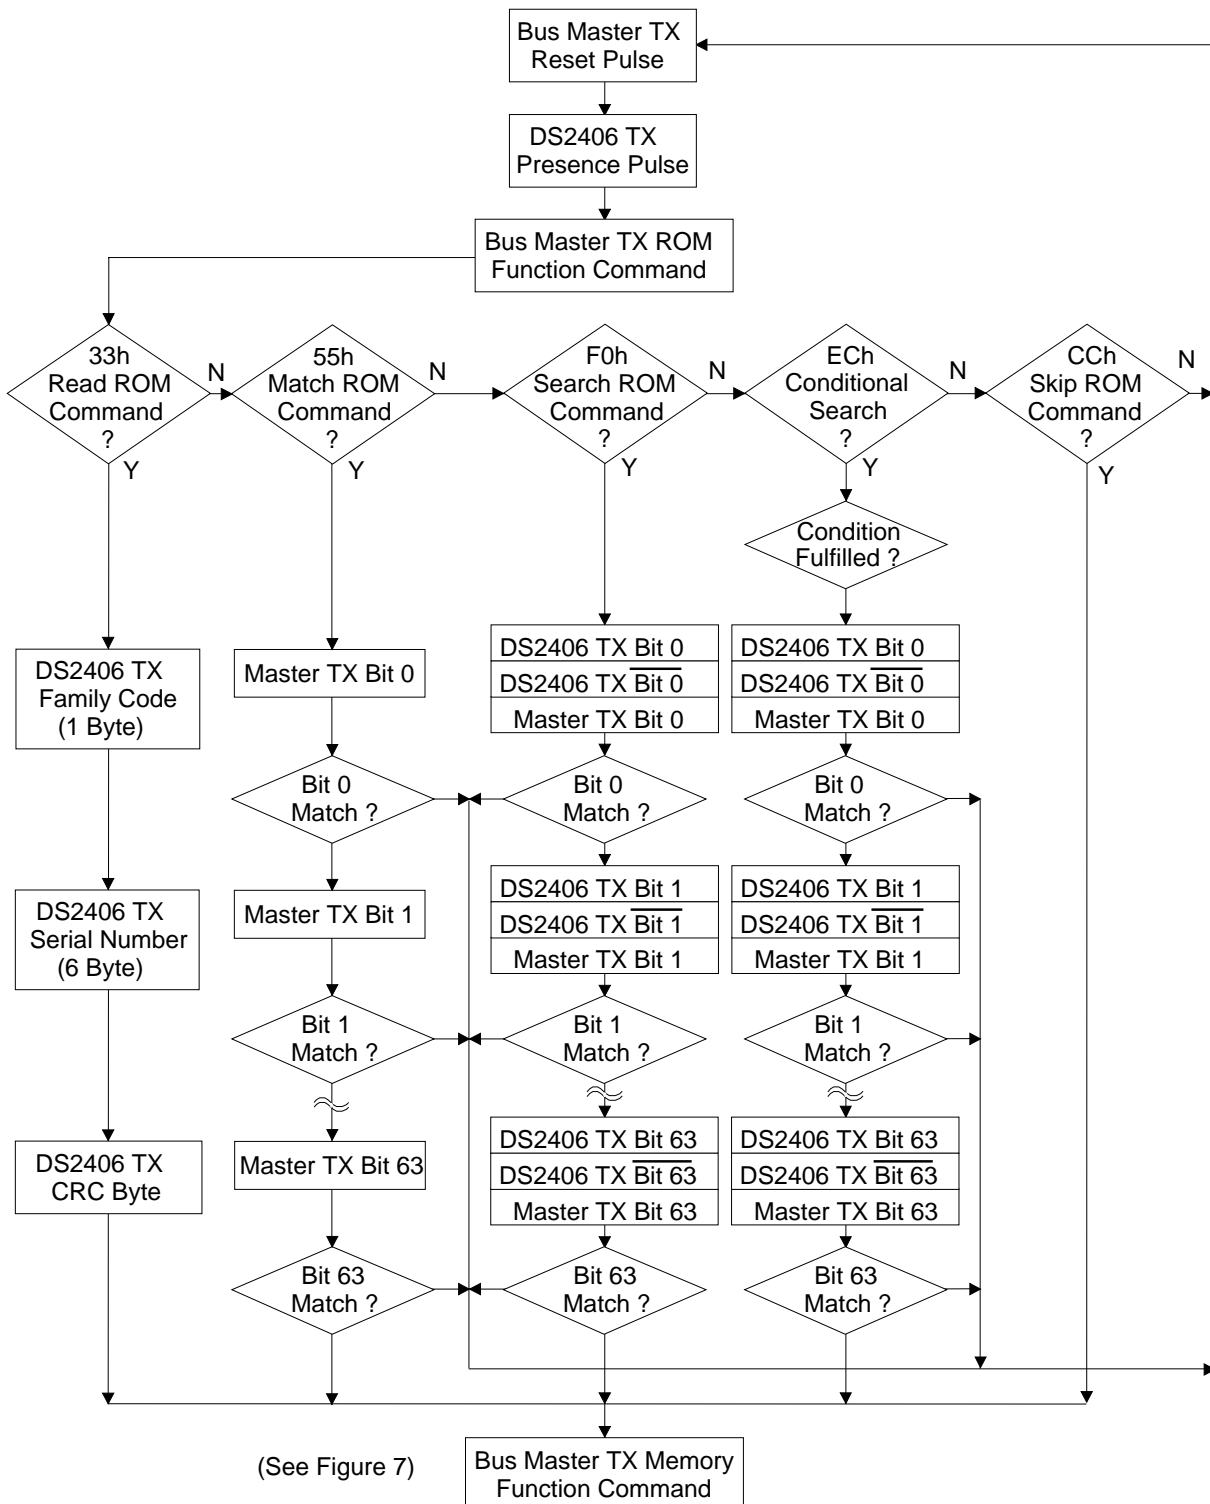 Bus Master TX
Reset Pulse
DS2406 TX
Presence Pulse
Bus Master TX ROM
Function Command
33h
Read ROM
Command
?
N
Y
55h
Match ROM
Command
?
N
Y
F0h
Search ROM
Command
?
N
Y
ECh
Conditional
Search
?
N
Y
CCh
Skip ROM
Command
?
N
Y
Condition
Fulfilled ?
DS2406 TX
Family Code
(1 Byte)
DS2406 TX
Serial Number
(6 Byte)
DS2406 TX
CRC Byte
Master TX Bit 0
Bit 0
Match ?
Master TX Bit 1
Bit 1
Match ?
Master TX Bit 63
Bit 63
Match ?
DS2406 TX Bit 0
DS2406 TX B̅i̅t̅ ̅0̅
Master TX Bit 0
Bit 0
Match ?
DS2406 TX Bit 1
DS2406 TX B̅i̅t̅ ̅1̅
Master TX Bit 1
Bit 1
Match ?
DS2406 TX Bit 63
DS2406 TX B̅i̅t̅ ̅6̅3̅
Master TX Bit 63
Bit 63
Match ?
DS2406 TX Bit 0
DS2406 TX B̅i̅t̅ ̅0̅
Master TX Bit 0
Bit 0
Match ?
DS2406 TX Bit 1
DS2406 TX B̅i̅t̅ ̅1̅
Master TX Bit 1
Bit 1
Match ?
DS2406 TX Bit 63
DS2406 TX B̅i̅t̅ ̅6̅3̅
Master TX Bit 63
Bit 63
Match ?
(See Figure 7)
Bus Master TX Memory
Function Command